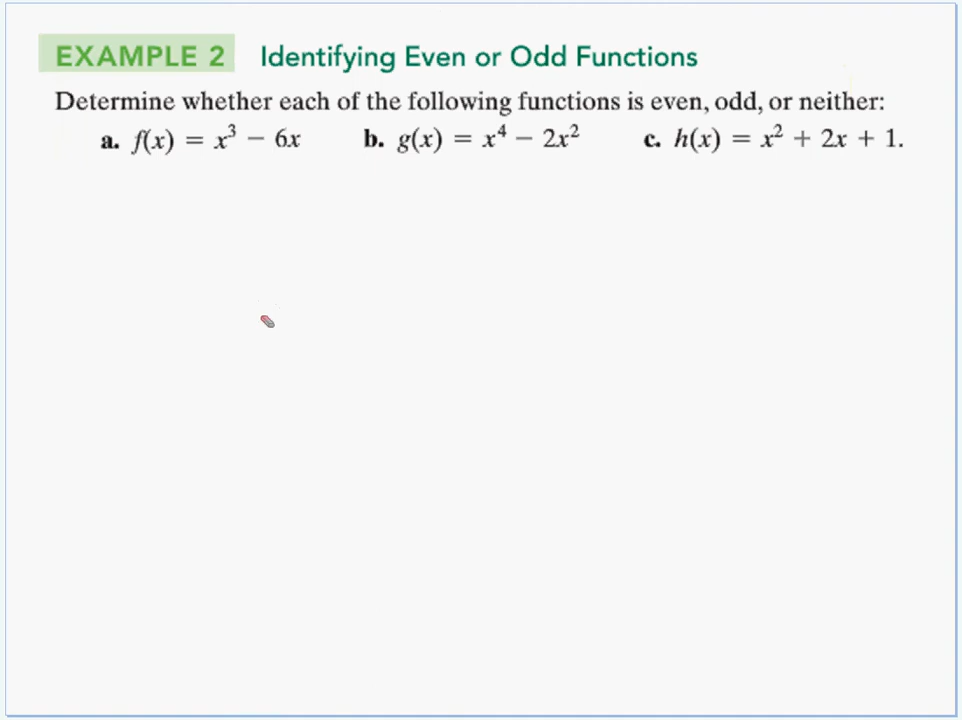 EXAMPLE 2 Identifying Even or Odd Functions
Determine whether each of the following functions is even, odd, or neither:
a. f(x) = x³ − 6x b. g(x) = x⁴ − 2x² c. h(x) = x² + 2x + 1.